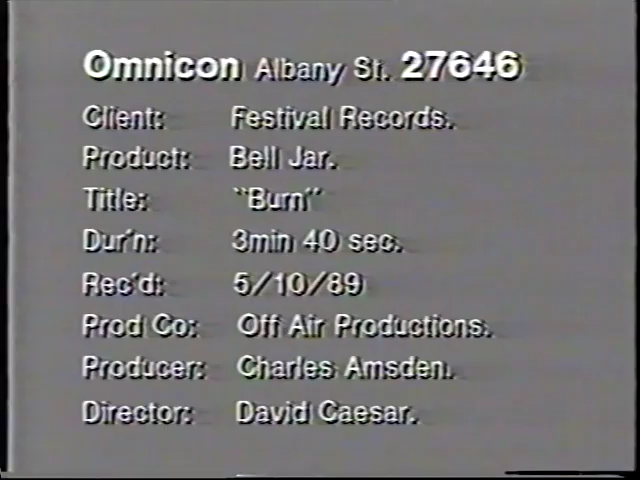 Omnicon Albany St. 27646
Client: Festival Records.
Product: Bell Jar.
Title: "Burn"
Dur'n: 3min 40 sec.
Rec'd: 5/10/89
Prod Co: Off Air Productions.
Producer: Charles Amsden.
Director: David Caesar.